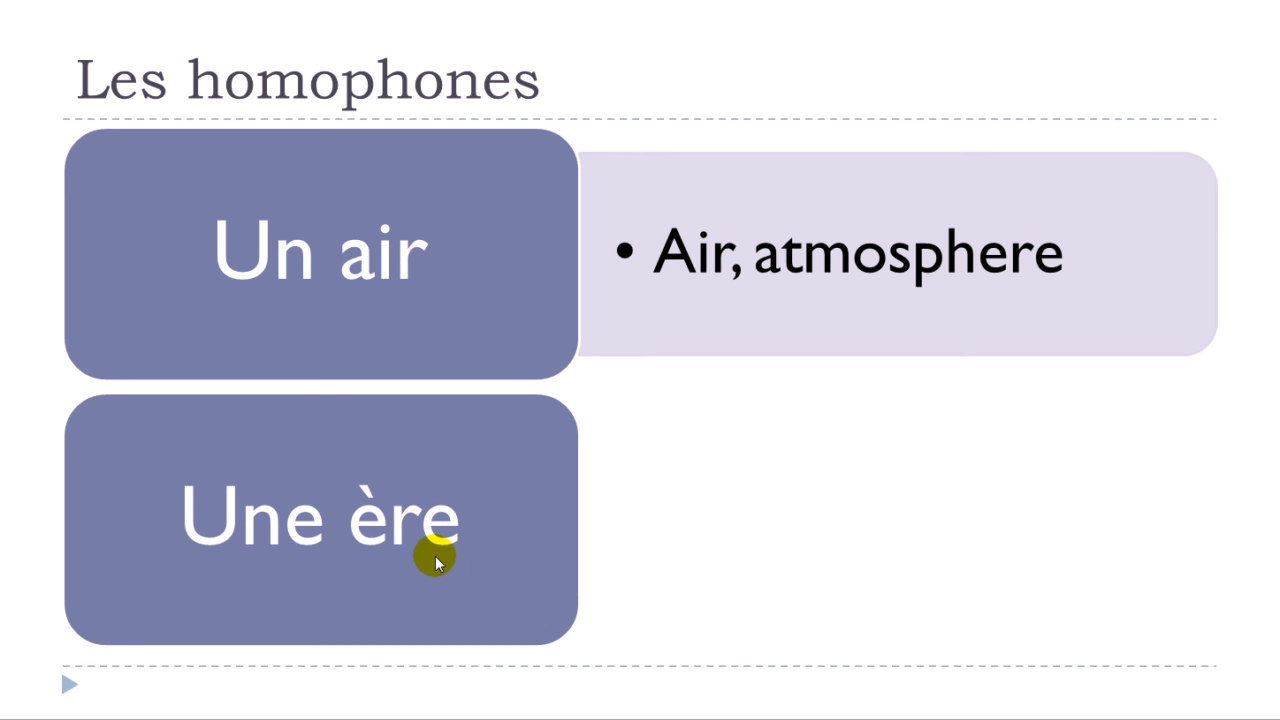 Les homophones
Un air
• Air, atmosphere
Une ère